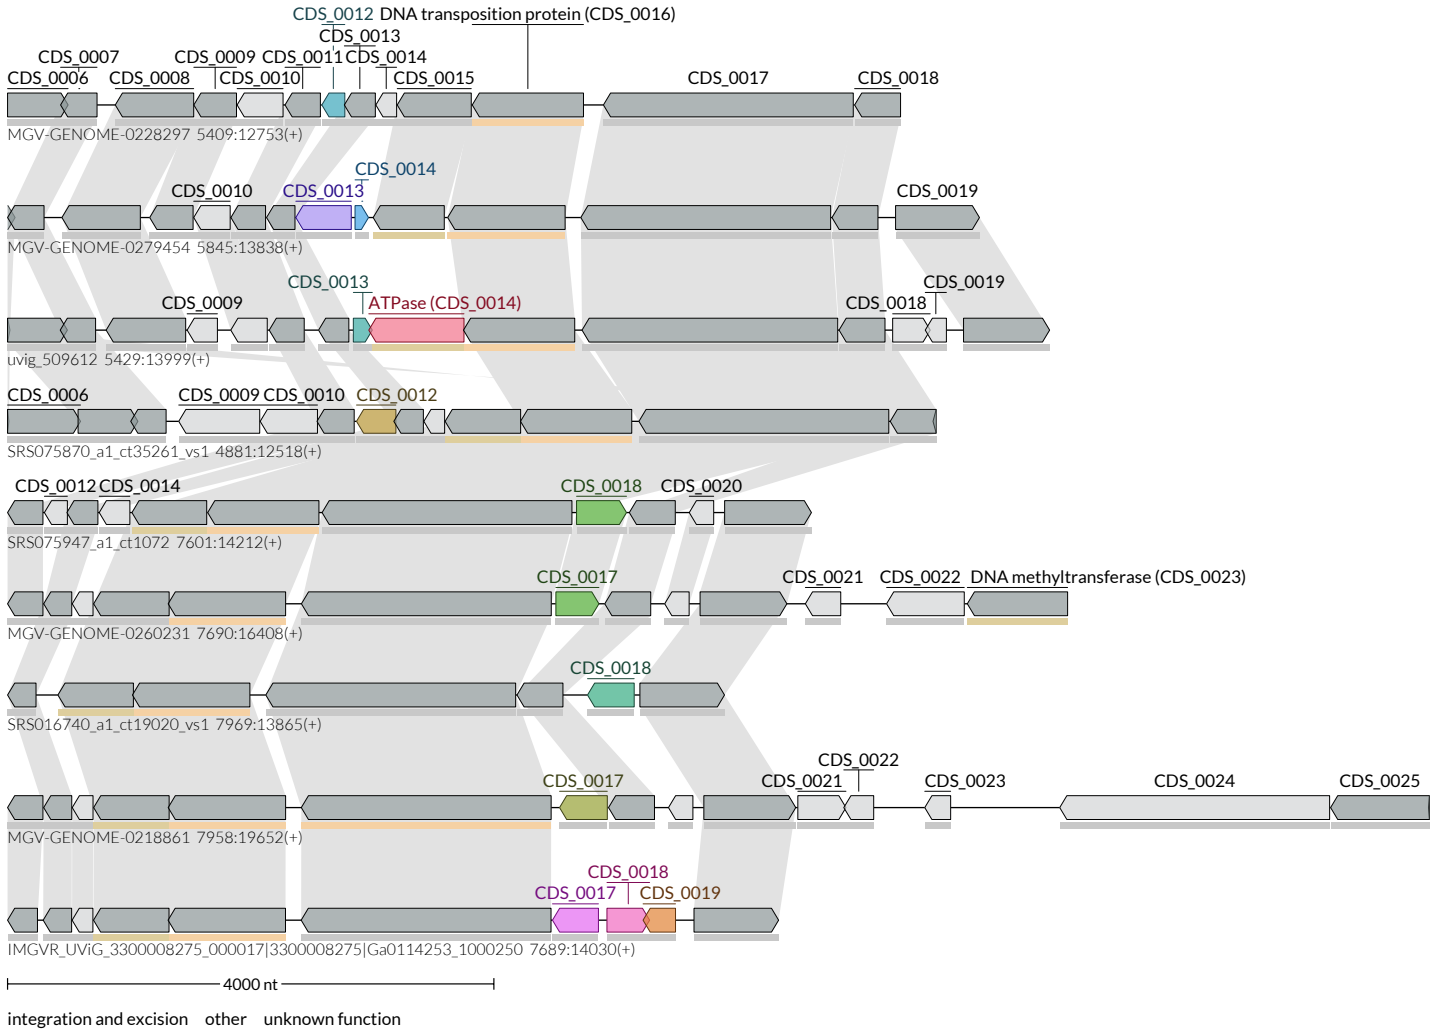 CDS_0012 DNA transposition protein (CDS_0016)
CDS_0013
CDS_0007 CDS_0009 CDS_0011 CDS_0014
CDS_0006 CDS_0008 CDS_0010 CDS_0015 CDS_0017 CDS_0018
MGV-GENOME-0228297 5409:12753(+)
CDS_0014
CDS_0010 CDS_0013 CDS_0019
MGV-GENOME-0279454 5845:13838(+)
CDS_0013 CDS_0019
CDS_0009 ATPase (CDS_0014) CDS_0018
uvig_509612 5429:13999(+)
CDS_0006 CDS_0009 CDS_0010 CDS_0012
SRS075870_a1_ct35261_vs1 4881:12518(+)
CDS_0012 CDS_0014 CDS_0018 CDS_0020
SRS075947_a1_ct1072 7601:14212(+)
CDS_0017 CDS_0021 CDS_0022 DNA methyltransferase (CDS_0023)
MGV-GENOME-0260231 7690:16408(+)
CDS_0018
SRS016740_a1_ct19020_vs1 7969:13865(+)
CDS_0022
CDS_0017 CDS_0021 CDS_0023 CDS_0024 CDS_0025
MGV-GENOME-0218861 7958:19652(+)
CDS_0018
CDS_0017 CDS_0019
IMGVR_UViG_3300008275_000017|3300008275|Ga0114253_1000250 7689:14030(+)
4000 nt
integration and excision other unknown function